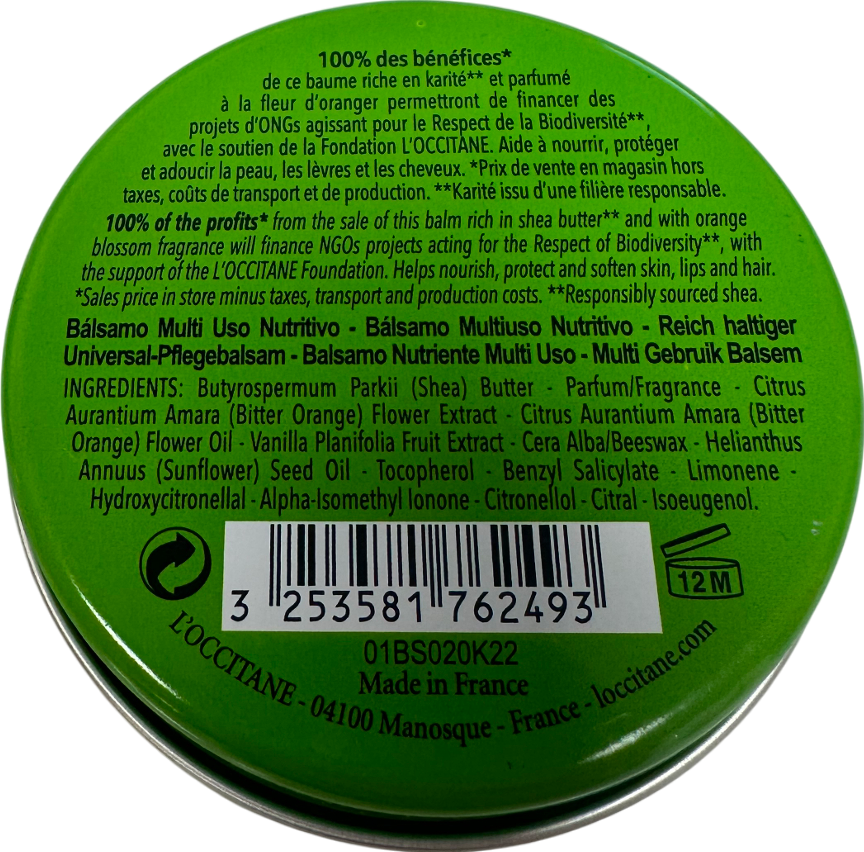 100% des bénéfices*
de ce baume riche en karité** et parfumé
à la fleur d'oranger permettront de financer des
projets d'ONGs agissant pour le Respect de la Biodiversité**,
avec le soutien de la Fondation L'OCCITANE. Aide à nourrir, protéger
et adoucir la peau, les lèvres et les cheveux. *Prix de vente en magasin hors
taxes, coûts de transport et de production. **Karité issu d'une filière responsable.
100% of the profits* from the sale of this balm rich in shea butter** and with orange
blossom fragrance will finance NGOs projects acting for the Respect of Biodiversity**, with
the support of the L'OCCITANE Foundation. Helps nourish, protect and soften skin, lips and hair.
*Sales price in store minus taxes, transport and production costs. **Responsibly sourced shea.
Bálsamo Multi Uso Nutritivo - Bálsamo Multiuso Nutritivo - Reich haltiger
Universal-Pflegebalsam - Balsamo Nutriente Multi Uso - Multi Gebruik Balsem
INGREDIENTS: Butyrospermum Parkii (Shea) Butter - Parfum/Fragrance - Citrus
Aurantium Amara (Bitter Orange) Flower Extract - Citrus Aurantium Amara (Bitter
Orange) Flower Oil - Vanilla Planifolia Fruit Extract - Cera Alba/Beeswax - Helianthus
Annuus (Sunflower) Seed Oil - Tocopherol - Benzyl Salicylate - Limonene -
Hydroxycitronellal - Alpha-Isomethyl Ionone - Citronellol - Citral - Isoeugenol.
3 253581 762493
12 M
01BS020K22
Made in France
L'OCCITANE - 04100 Manosque - France - loccitane.com